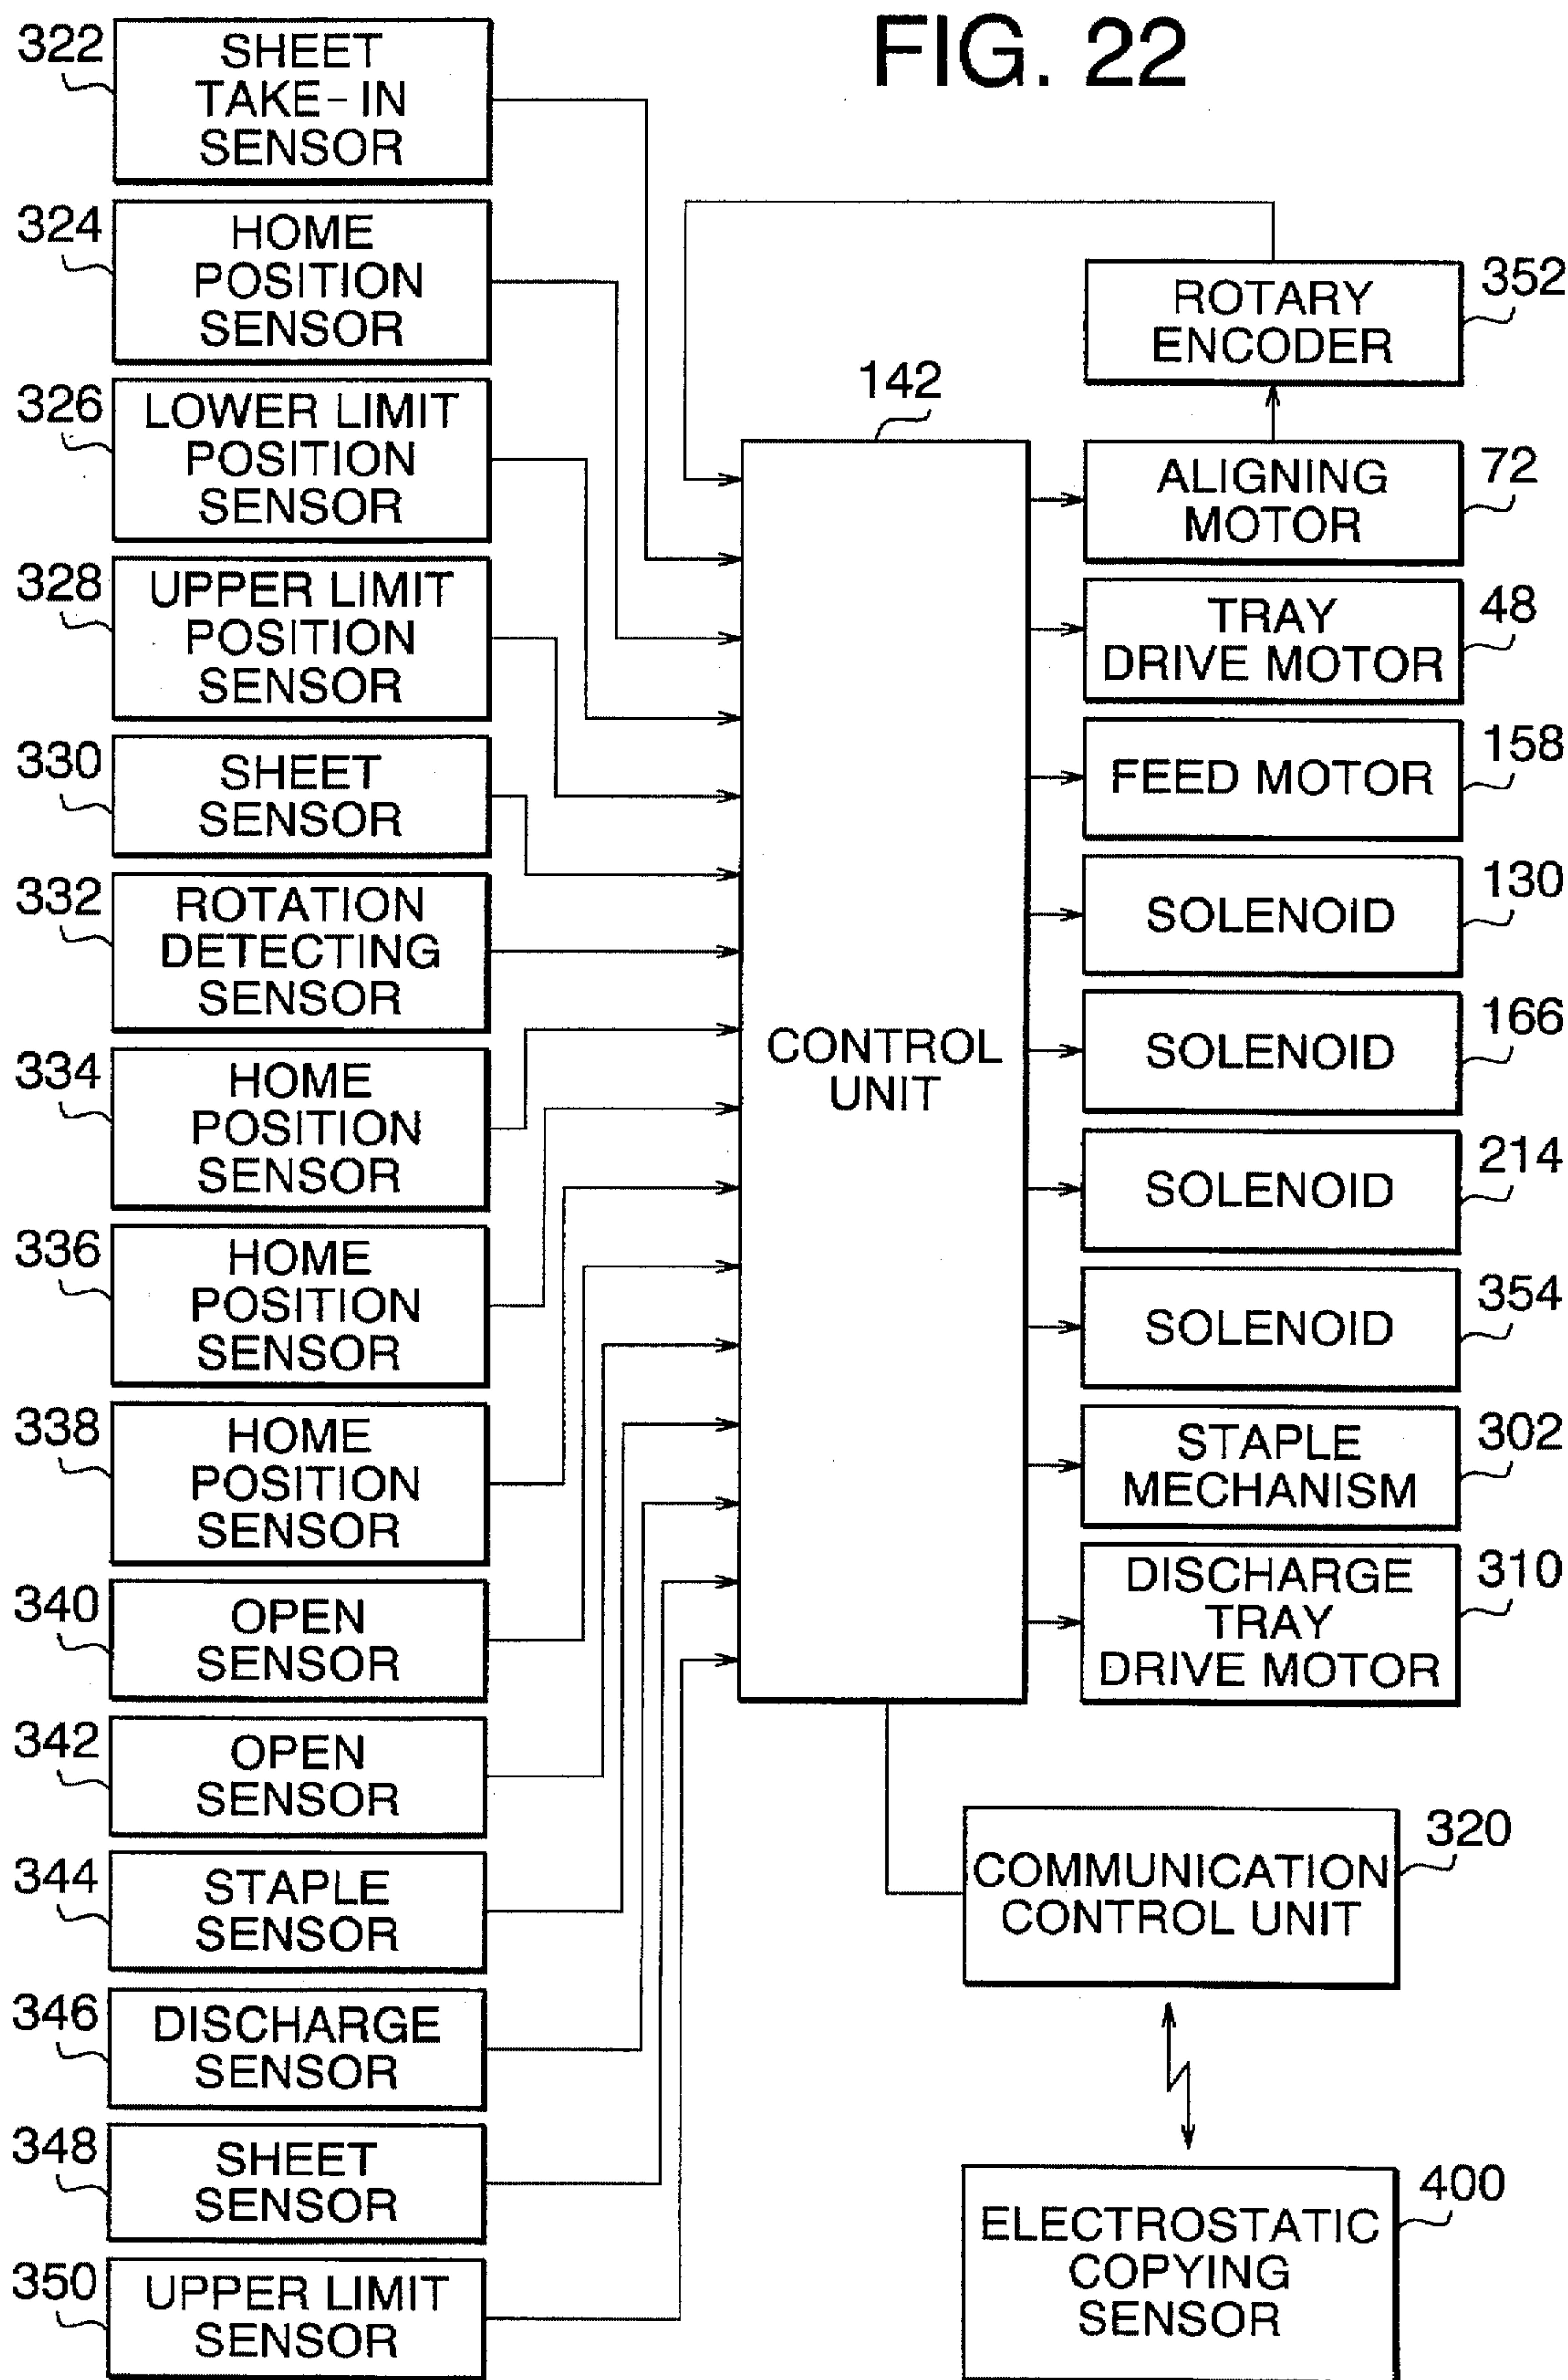 FIG. 22
322
SHEET
TAKE-IN
SENSOR
324
HOME
POSITION
SENSOR
326
LOWER LIMIT
POSITION
SENSOR
328
UPPER LIMIT
POSITION
SENSOR
330
SHEET
SENSOR
332
ROTATION
DETECTING
SENSOR
334
HOME
POSITION
SENSOR
336
HOME
POSITION
SENSOR
338
HOME
POSITION
SENSOR
340
OPEN
SENSOR
342
OPEN
SENSOR
344
STAPLE
SENSOR
346
DISCHARGE
SENSOR
348
SHEET
SENSOR
350
UPPER LIMIT
SENSOR
142
CONTROL
UNIT
ROTARY
ENCODER
352
ALIGNING
MOTOR
72
TRAY
DRIVE MOTOR
48
FEED MOTOR
158
SOLENOID
130
SOLENOID
166
SOLENOID
214
SOLENOID
354
STAPLE
MECHANISM
302
DISCHARGE
TRAY
DRIVE MOTOR
310
COMMUNICATION
CONTROL UNIT
320
ELECTROSTATIC
COPYING
SENSOR
400